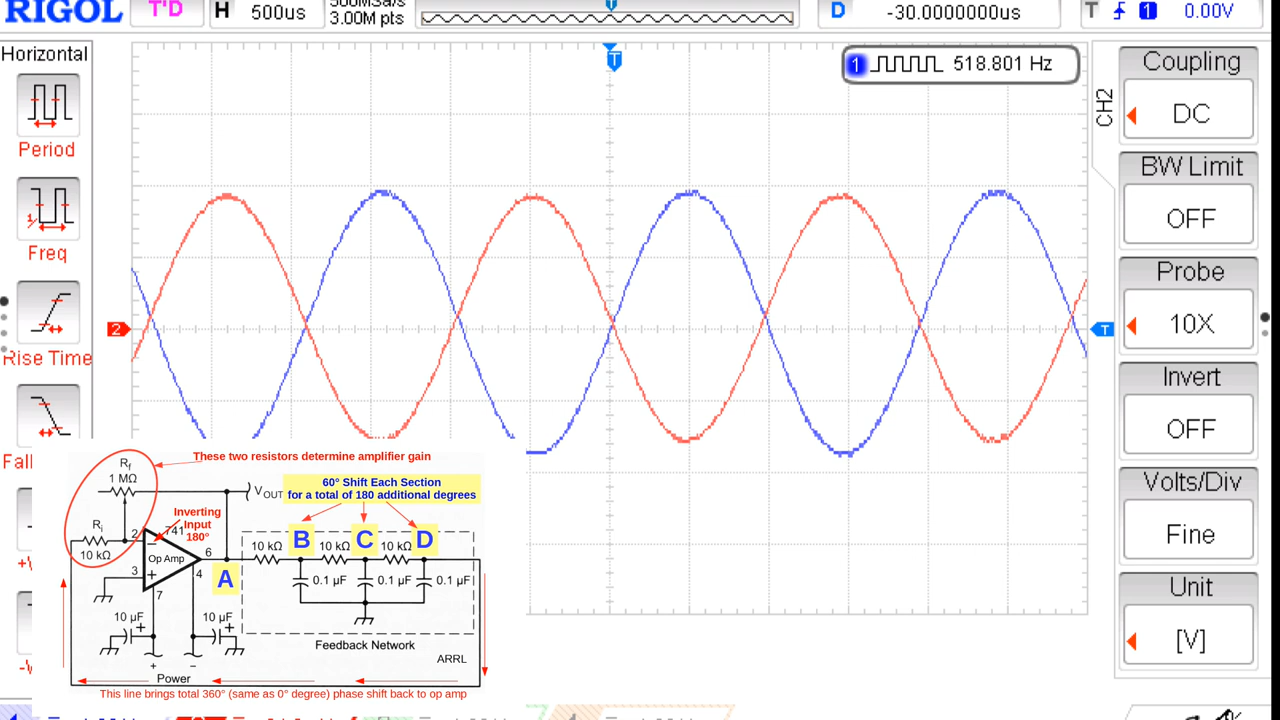 RIGOL
T'D
H
500us
500MSa/s
3.00M pts
T
D
-30.0000000us
T
1
0.00V
Horizontal
Period
Freq
Rise Time
T
1
518.801 Hz
2
T
CH2
Coupling
DC
BW Limit
OFF
Probe
10X
Invert
OFF
Volts/Div
Fine
Unit
[V]
These two resistors determine amplifier gain
Rf
1 MΩ
VOUT
60° Shift Each Section
for a total of 180 additional degrees
Inverting
Input
180°
Ri
10 kΩ
2
741
Op Amp
6
3
4
7
A
10 kΩ
B
10 kΩ
C
10 kΩ
D
0.1 µF
0.1 µF
0.1 µF
10 µF
+
10 µF
+
Feedback Network
ARRL
+
−
Power
This line brings total 360° (same as 0° degree) phase shift back to op amp